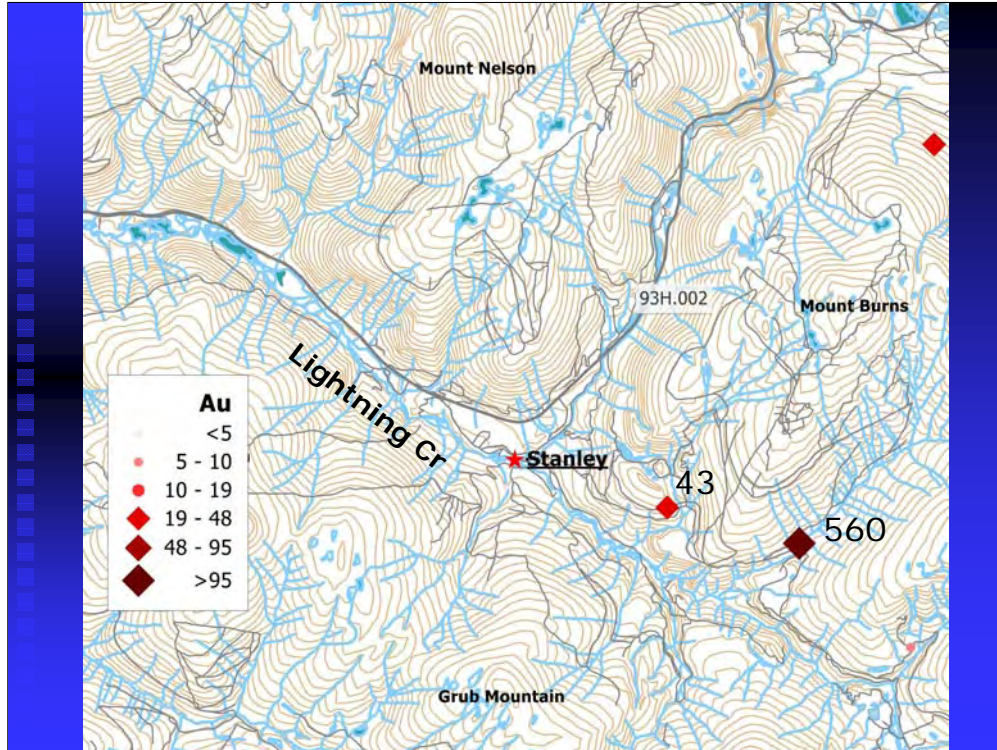 Mount Nelson
93H.002
Mount Burns
Lightning Cr
Au
<5
5 - 10
10 - 19
19 - 48
48 - 95
>95
Stanley
43
560
Grub Mountain